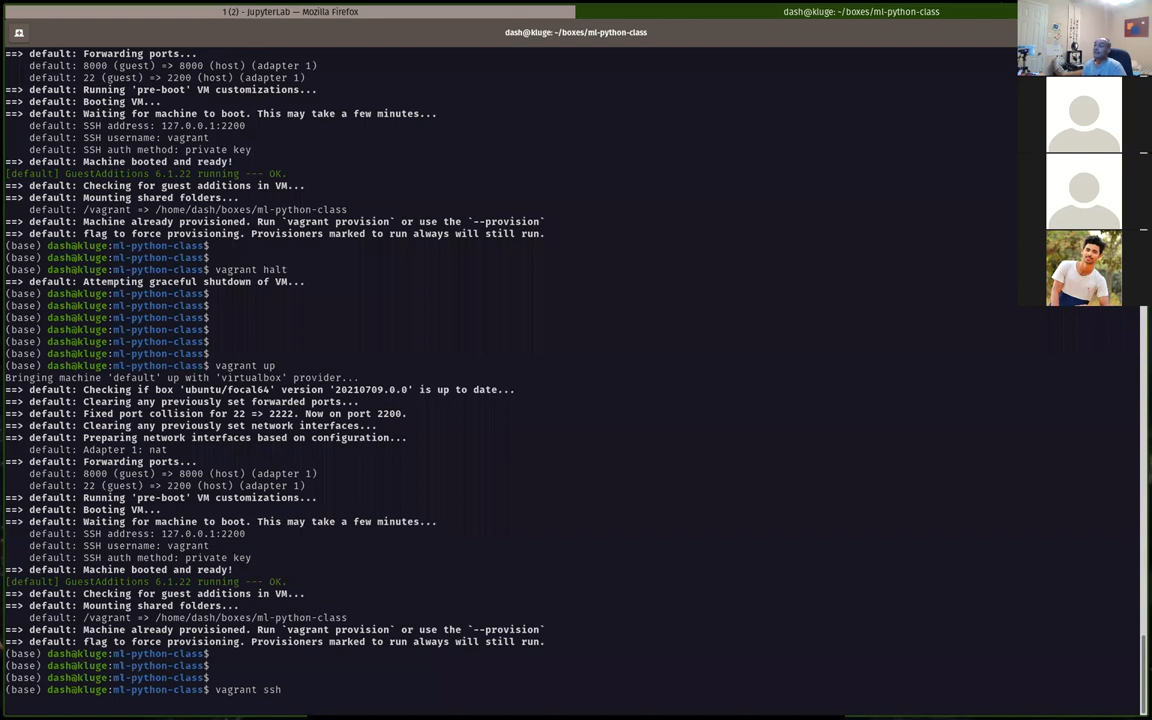 1 (2) - JupyterLab — Mozilla Firefox
dash@kluge: ~/boxes/ml-python-class
dash@kluge: ~/boxes/ml-python-class
==> default: Forwarding ports...
default: 8000 (guest) => 8000 (host) (adapter 1)
default: 22 (guest) => 2200 (host) (adapter 1)
==> default: Running 'pre-boot' VM customizations...
==> default: Booting VM...
==> default: Waiting for machine to boot. This may take a few minutes...
default: SSH address: 127.0.0.1:2200
default: SSH username: vagrant
default: SSH auth method: private key
==> default: Machine booted and ready!
[default] GuestAdditions 6.1.22 running --- OK.
==> default: Checking for guest additions in VM...
==> default: Mounting shared folders...
default: /vagrant => /home/dash/boxes/ml-python-class
==> default: Machine already provisioned. Run `vagrant provision` or use the `--provision`
==> default: flag to force provisioning. Provisioners marked to run always will still run.
(base) dash@kluge:ml-python-class$
(base) dash@kluge:ml-python-class$
(base) dash@kluge:ml-python-class$ vagrant halt
==> default: Attempting graceful shutdown of VM...
(base) dash@kluge:ml-python-class$
(base) dash@kluge:ml-python-class$
(base) dash@kluge:ml-python-class$
(base) dash@kluge:ml-python-class$
(base) dash@kluge:ml-python-class$
(base) dash@kluge:ml-python-class$
(base) dash@kluge:ml-python-class$ vagrant up
Bringing machine 'default' up with 'virtualbox' provider...
==> default: Checking if box 'ubuntu/focal64' version '20210709.0.0' is up to date...
==> default: Clearing any previously set forwarded ports...
==> default: Fixed port collision for 22 => 2222. Now on port 2200.
==> default: Clearing any previously set network interfaces...
==> default: Preparing network interfaces based on configuration...
default: Adapter 1: nat
==> default: Forwarding ports...
default: 8000 (guest) => 8000 (host) (adapter 1)
default: 22 (guest) => 2200 (host) (adapter 1)
==> default: Running 'pre-boot' VM customizations...
==> default: Booting VM...
==> default: Waiting for machine to boot. This may take a few minutes...
default: SSH address: 127.0.0.1:2200
default: SSH username: vagrant
default: SSH auth method: private key
==> default: Machine booted and ready!
[default] GuestAdditions 6.1.22 running --- OK.
==> default: Checking for guest additions in VM...
==> default: Mounting shared folders...
default: /vagrant => /home/dash/boxes/ml-python-class
==> default: Machine already provisioned. Run `vagrant provision` or use the `--provision`
==> default: flag to force provisioning. Provisioners marked to run always will still run.
(base) dash@kluge:ml-python-class$
(base) dash@kluge:ml-python-class$
(base) dash@kluge:ml-python-class$ vagrant ssh